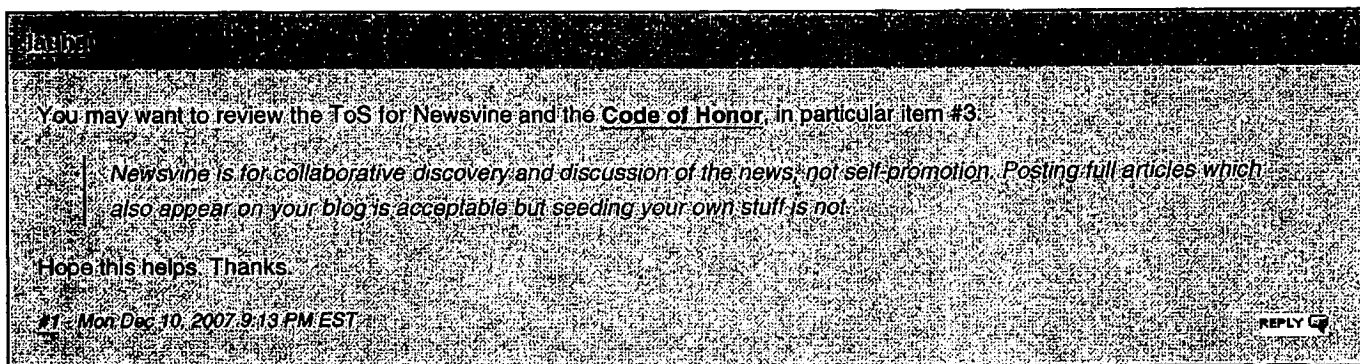 You may want to review the ToS for Newsvine and the Code of Honor, in particular item #3.
Newsvine is for collaborative discovery and discussion of the news, not self-promotion. Posting full articles which
also appear on your blog is acceptable but seeding your own stuff is not.
Hope this helps. Thanks.
#1 - Mon Dec 10, 2007 9:13 PM EST
REPLY